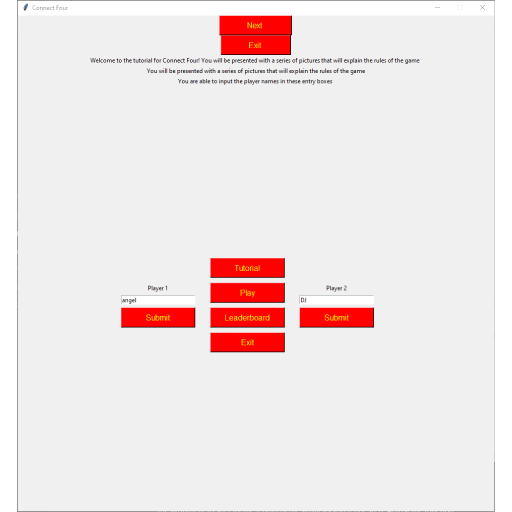 Connect Four
Next
Exit
Welcome to the tutorial for Connect Four! You will be presented with a series of pictures that will explain the rules of the game
You will be presented with a series of pictures that will explain the rules of the game
You are able to input the player names in these entry boxes
Tutorial
Player 1
Play
Player 2
angel
DJ
Submit
Leaderboard
Submit
Exit